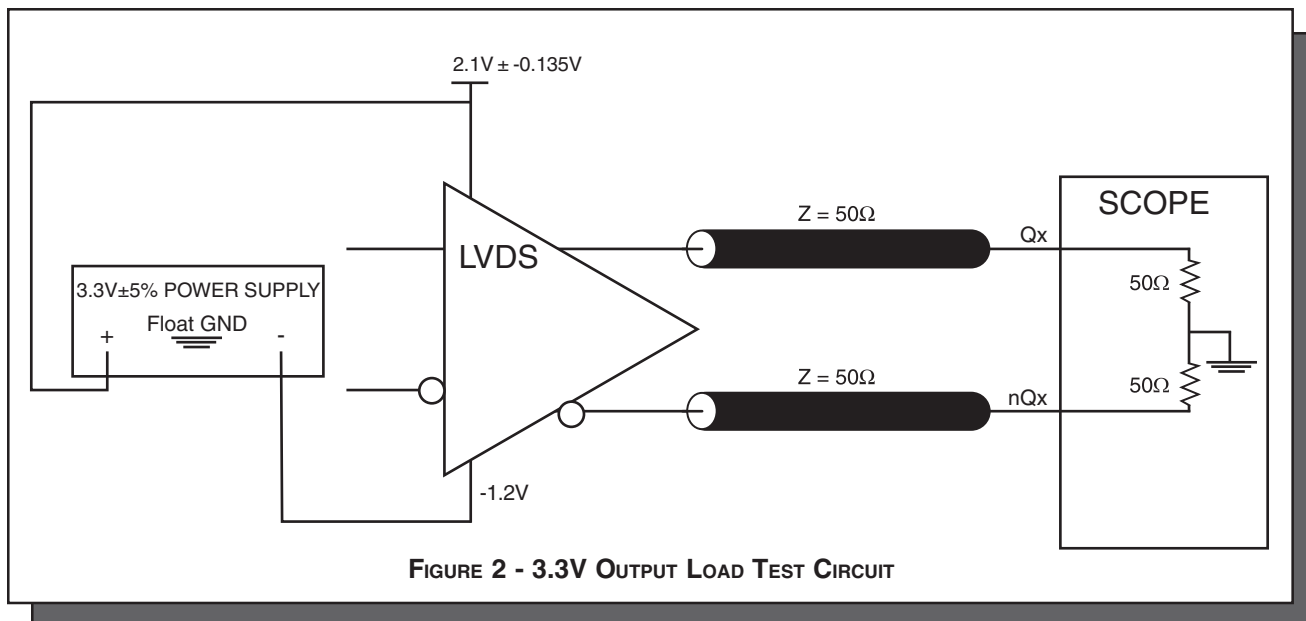 2.1V ± -0.135V
SCOPE
Z = 50Ω
Qx
LVDS
50Ω
3.3V±5% POWER SUPPLY
Float GND
+ -
Z = 50Ω
50Ω
nQx
-1.2V
FIGURE 2 - 3.3V OUTPUT LOAD TEST CIRCUIT